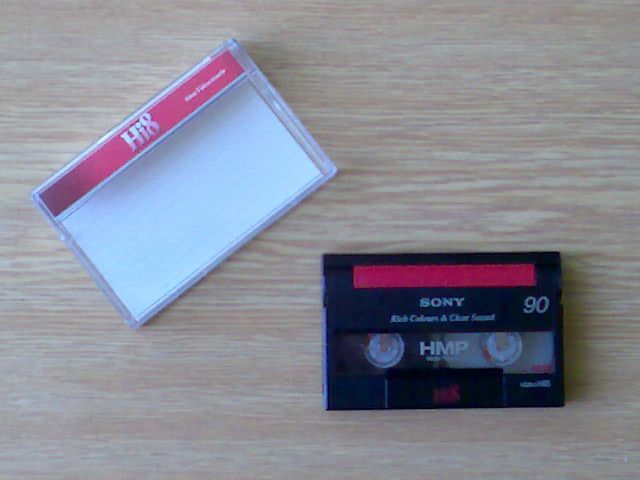 Hi8
SONY
90
Rich Colours & Clear Sound
HMP
Hi8